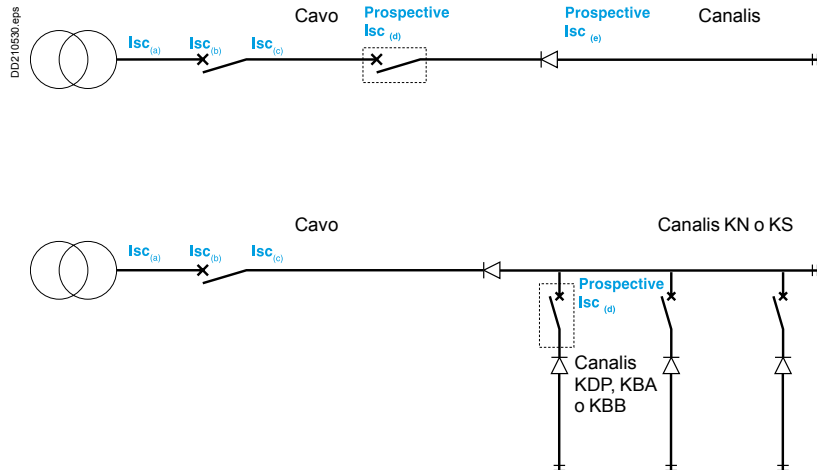 DD210530.eps
Cavo
Prospective
Isc (d)
Prospective
Isc (e)
Canalis
Isc(a)
Isc(b)
Isc(c)
Cavo
Canalis KN o KS
Isc(a)
Isc(b)
Isc(c)
Prospective
Isc (d)
Canalis
KDP, KBA
o KBB